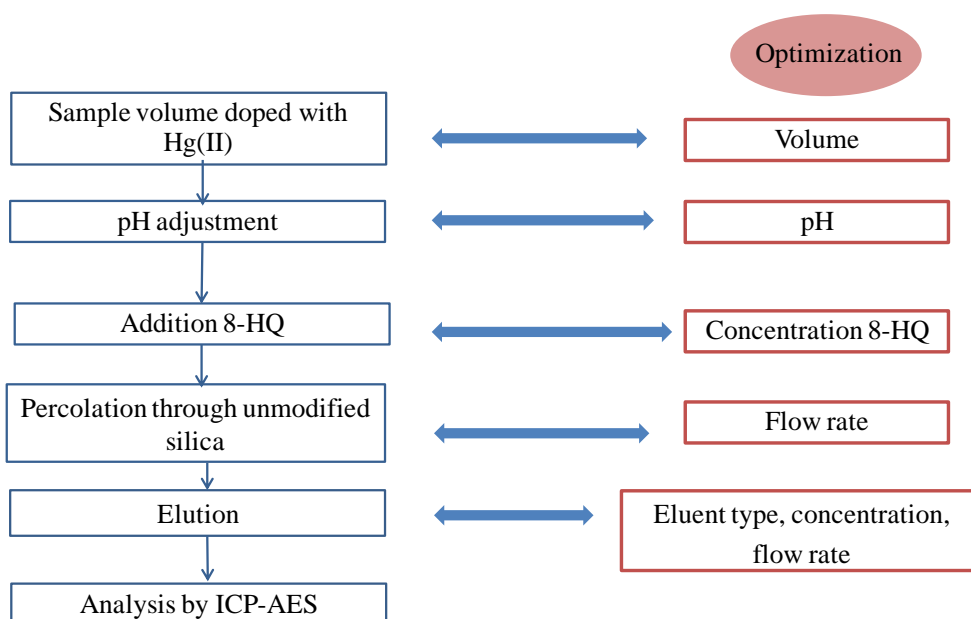 Optimization
Sample volume doped with
Hg(II)
Volume
pH adjustment
pH
Addition 8-HQ
Concentration 8-HQ
Percolation through unmodified
silica
Flow rate
Elution
Eluent type, concentration,
flow rate
Analysis by ICP-AES